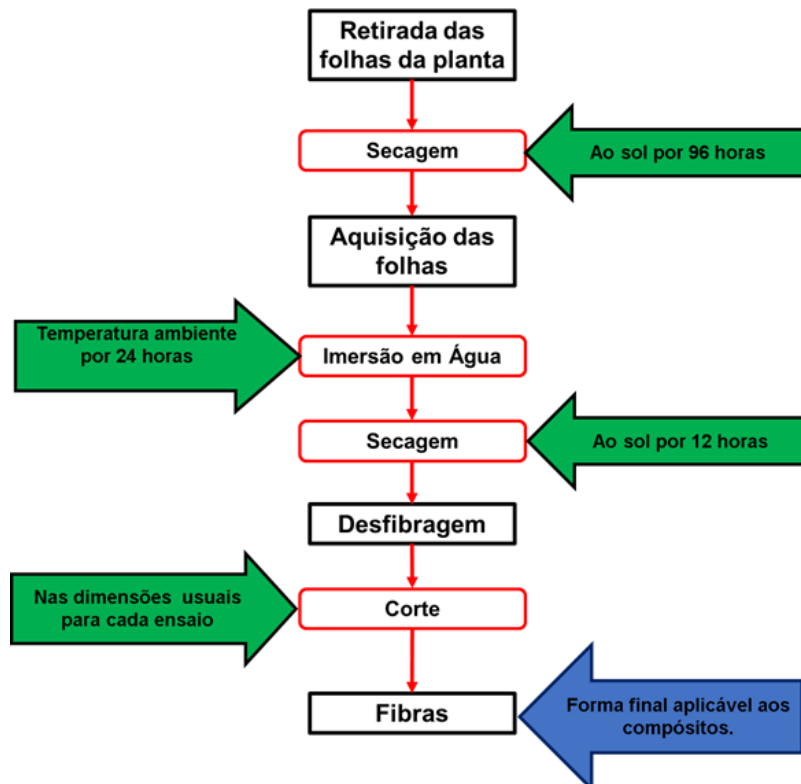 Retirada das
folhas da planta
Secagem
Ao sol por 96 horas
Aquisição das
folhas
Temperatura ambiente
por 24 horas
Imersão em Água
Secagem
Ao sol por 12 horas
Desfibragem
Nas dimensões usuais
para cada ensaio
Corte
Fibras
Forma final aplicável aos
compósitos.